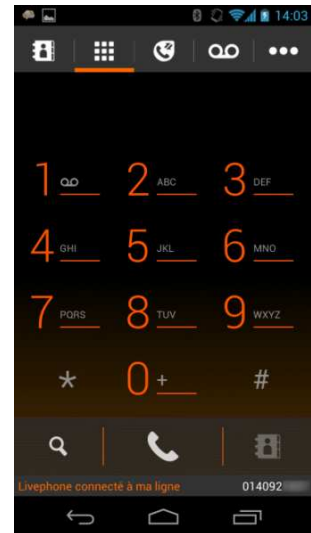 14:03
1
2 ABC
3 DEF
4 GHI
5 JKL
6 MNO
7 PQRS
8 TUV
9 WXYZ
*
0 +
#
Livephone connecté à ma ligne 014092